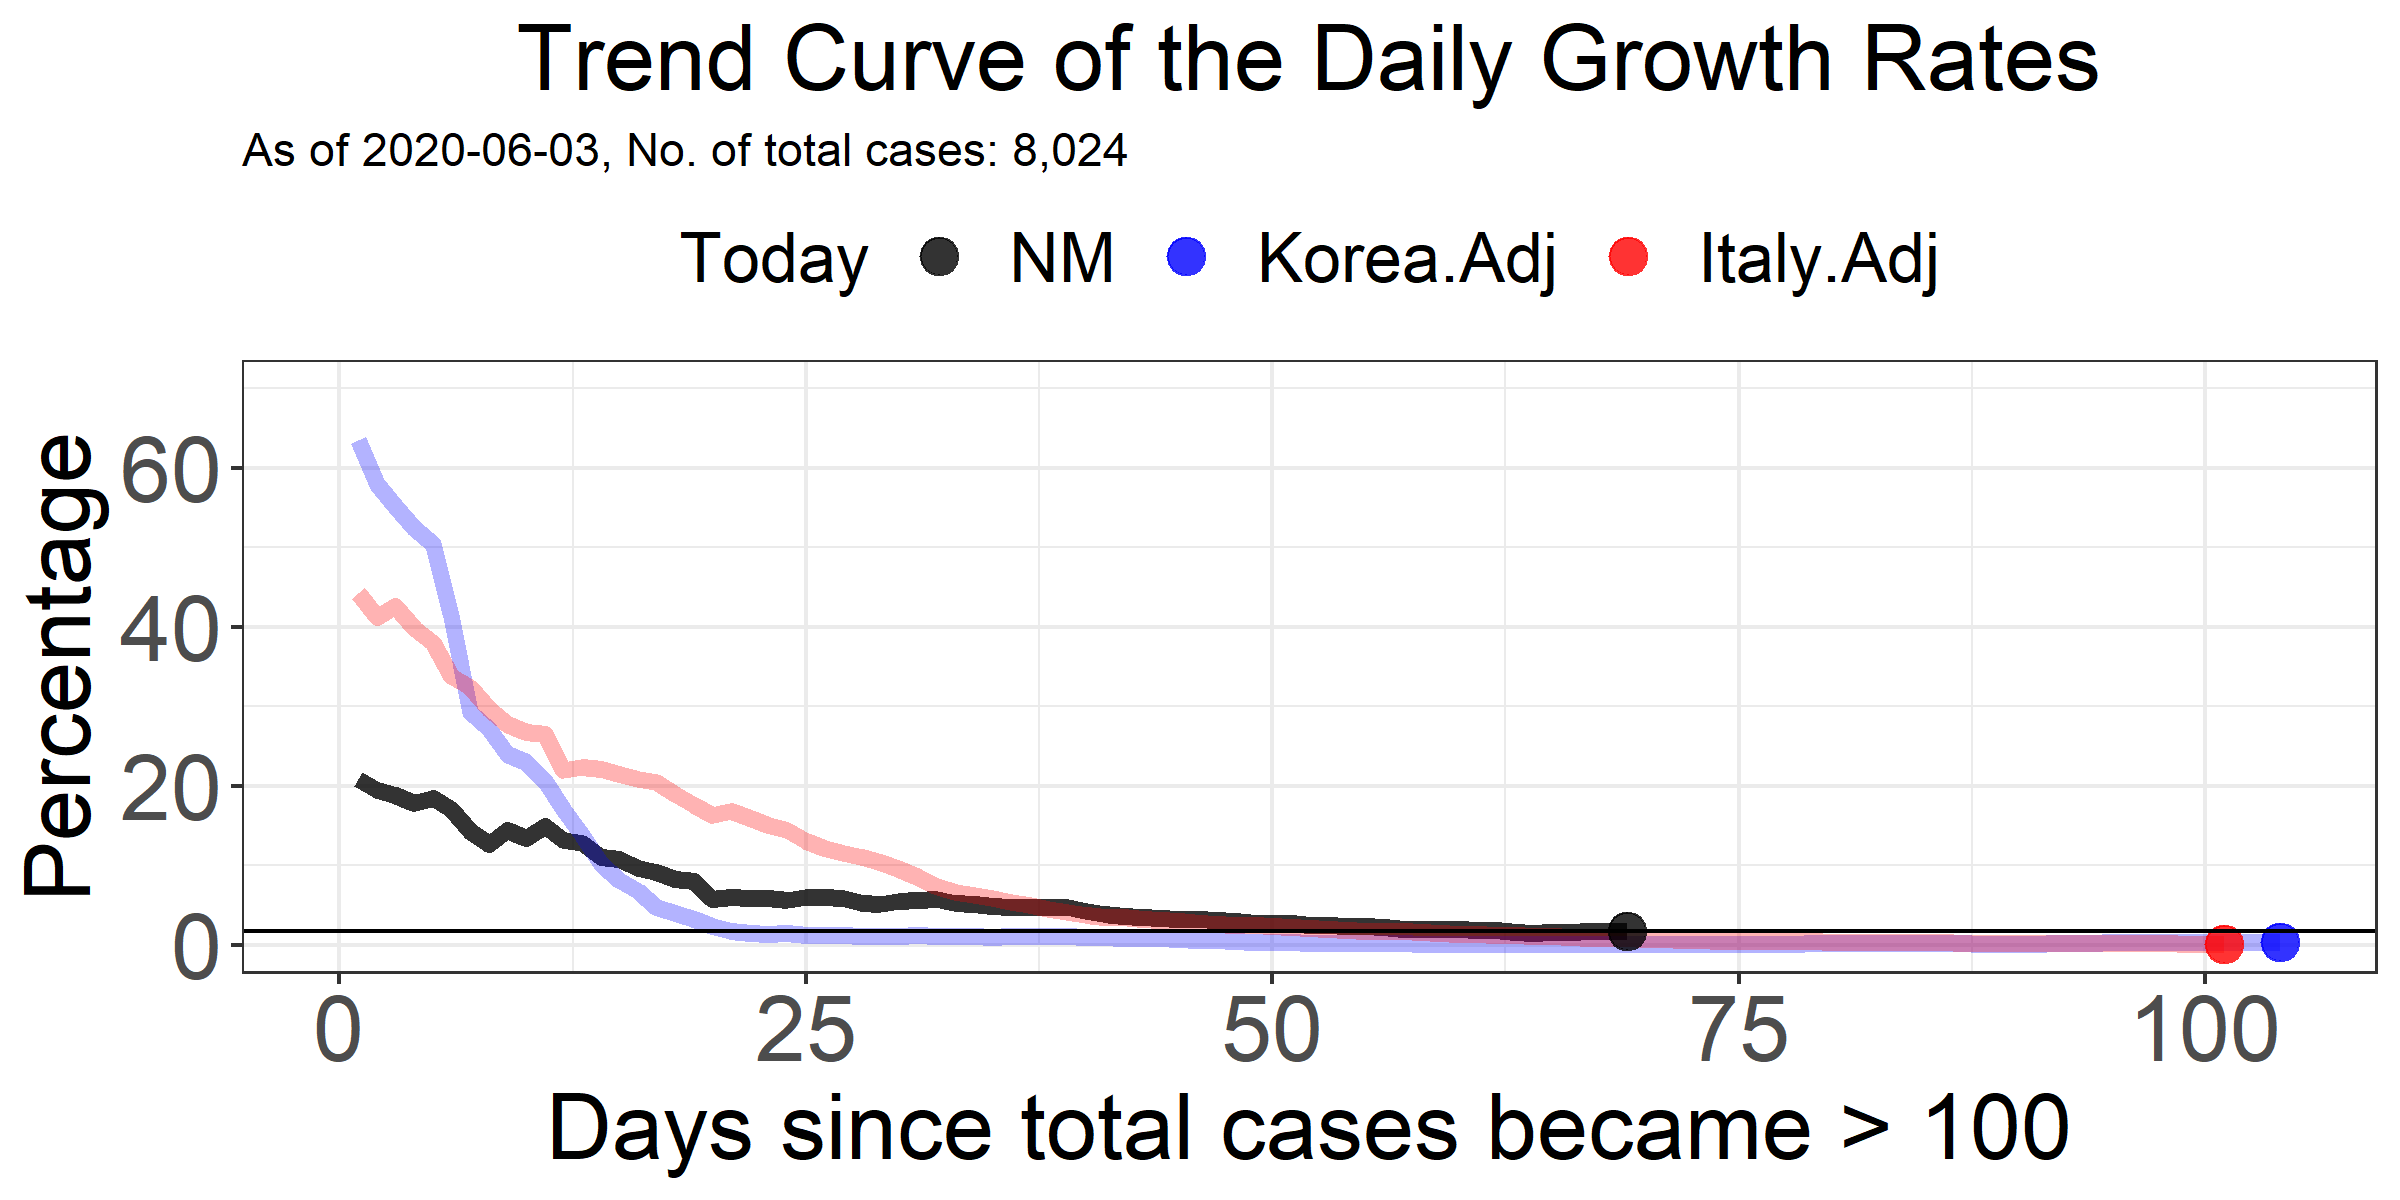 Trend Curve of the Daily Growth Rates
As of 2020-06-03, No. of total cases: 8,024
Today NM Korea.Adj Italy.Adj
Percentage
60
40
20
0
0 25 50 75 100
Days since total cases became > 100